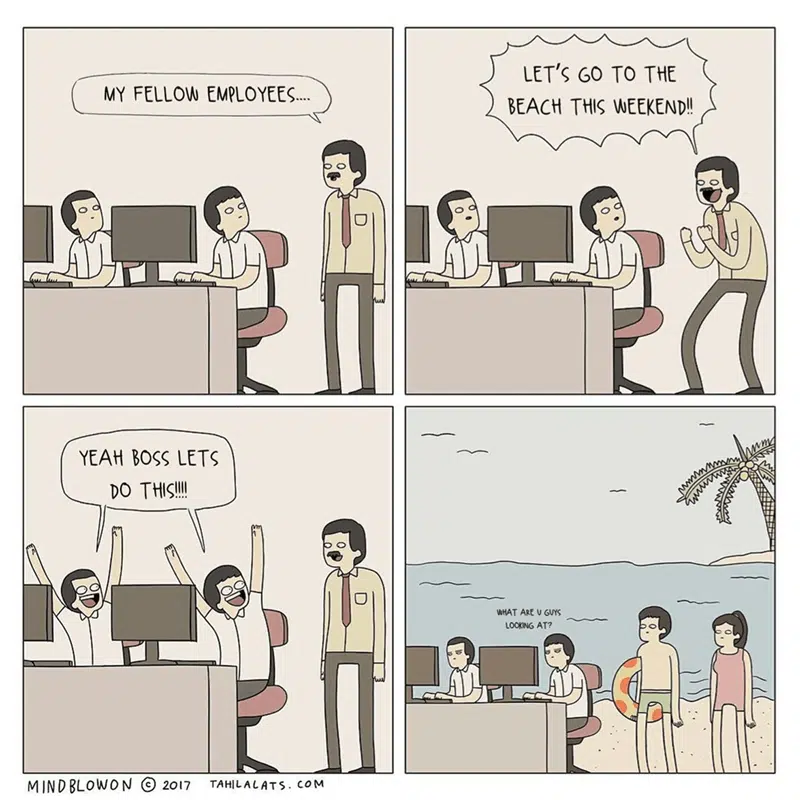 MY FELLOW EMPLOYEES....
LET'S GO TO THE
BEACH THIS WEEKEND!!
YEAH BOSS LETS
DO THIS!!!!
WHAT ARE U GUYS
LOOKING AT?
MINDBLOWON © 2017 TAHILALATS.COM